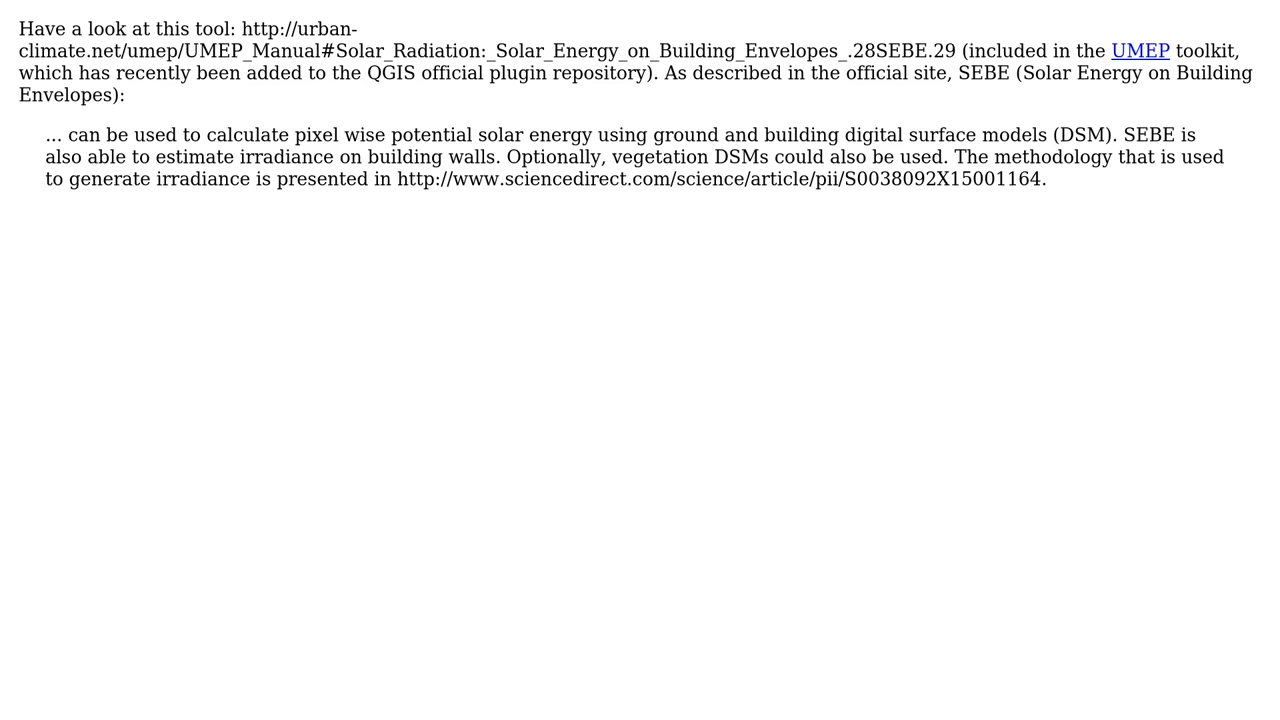 Have a look at this tool: http://urban-
climate.net/umep/UMEP_Manual#Solar_Radiation:_Solar_Energy_on_Building_Envelopes_.28SEBE.29 (included in the UMEP toolkit,
which has recently been added to the QGIS official plugin repository). As described in the official site, SEBE (Solar Energy on Building
Envelopes):
... can be used to calculate pixel wise potential solar energy using ground and building digital surface models (DSM). SEBE is
also able to estimate irradiance on building walls. Optionally, vegetation DSMs could also be used. The methodology that is used
to generate irradiance is presented in http://www.sciencedirect.com/science/article/pii/S0038092X15001164.